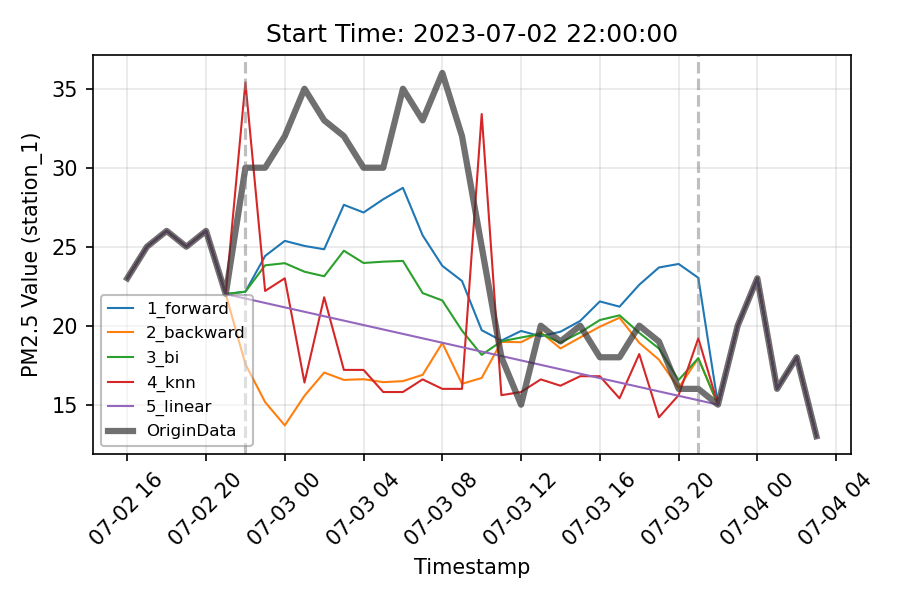 Start Time: 2023-07-02 22:00:00
PM2.5 Value (station_1)
35
30
25
20
15
1_forward
2_backward
3_bi
4_knn
5_linear
OriginData
07-02 16
07-02 20
07-03 00
07-03 04
07-03 08
07-03 12
07-03 16
07-03 20
07-04 00
07-04 04
Timestamp